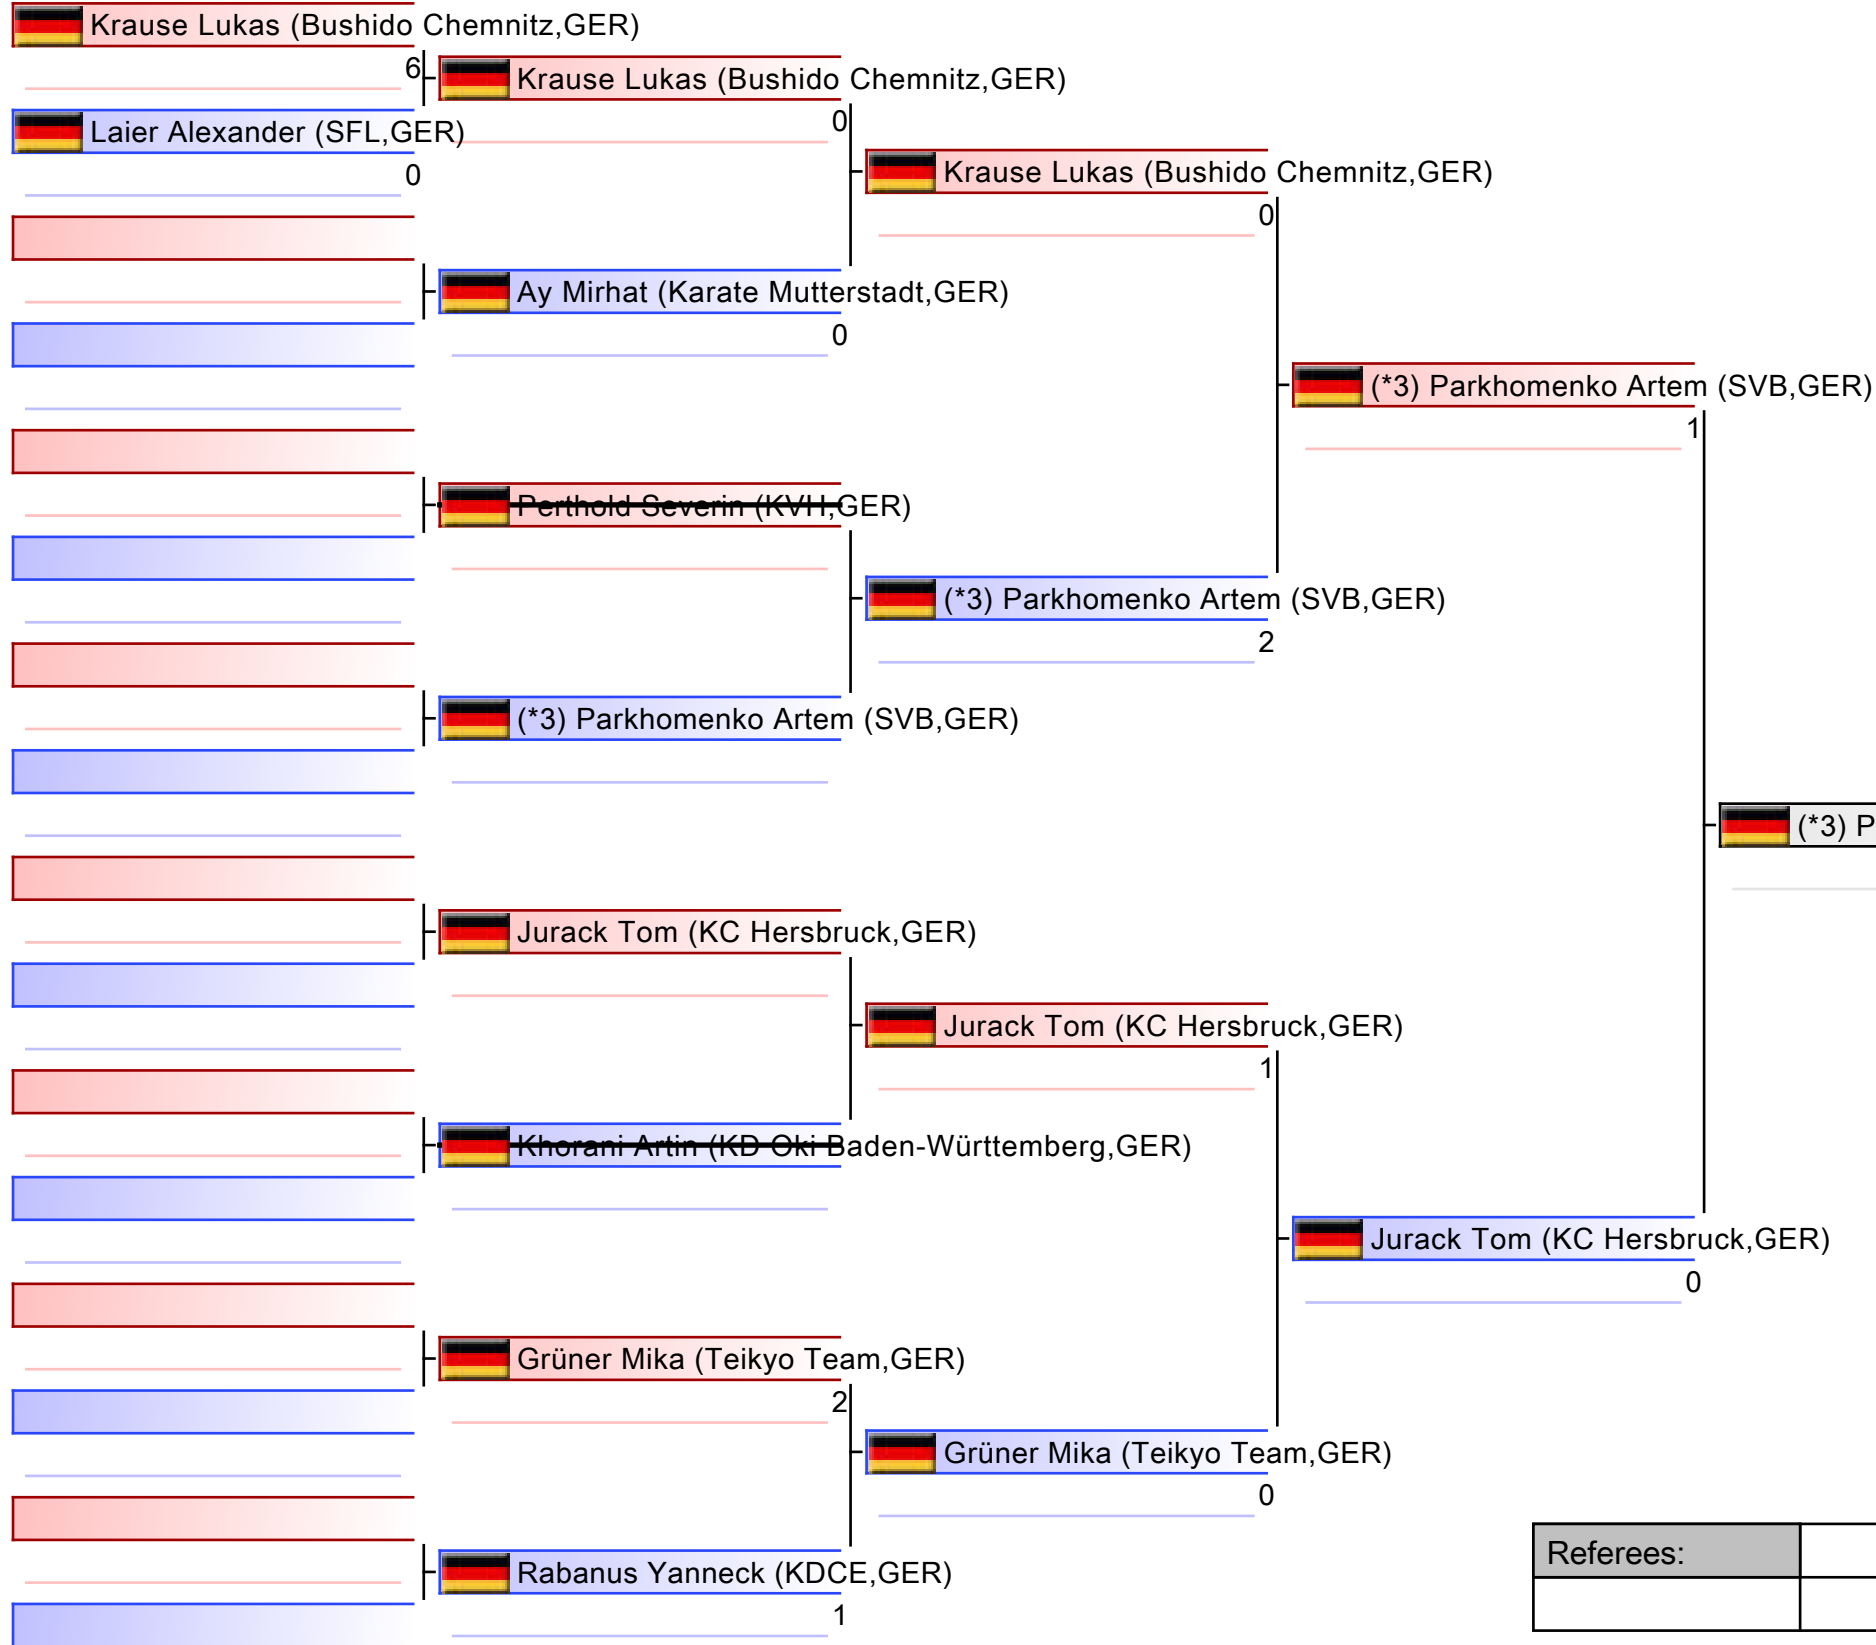 Krause Lukas (Bushido Chemnitz,GER)
6
Krause Lukas (Bushido Chemnitz,GER)
0
Laier Alexander (SFL,GER)
0
Krause Lukas (Bushido Chemnitz,GER)
0
Ay Mirhat (Karate Mutterstadt,GER)
0
(*3) Parkhomenko Artem (SVB,GER)
1
Perthold Severin (KVH,GER)
(*3) Parkhomenko Artem (SVB,GER)
2
(*3) Parkhomenko Artem (SVB,GER)
(*3) P
Jurack Tom (KC Hersbruck,GER)
Jurack Tom (KC Hersbruck,GER)
1
Khorani Artin (KD Oki Baden-Württemberg,GER)
Jurack Tom (KC Hersbruck,GER)
0
Grüner Mika (Teikyo Team,GER)
2
Grüner Mika (Teikyo Team,GER)
0
Referees:
Rabanus Yanneck (KDCE,GER)
1